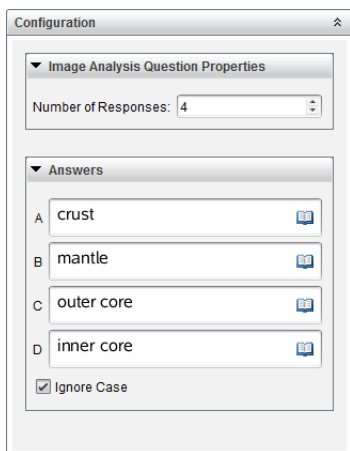 Configuration
Image Analysis Question Properties
Number of Responses: 4
Answers
A crust
B mantle
C outer core
D inner core
Ignore Case